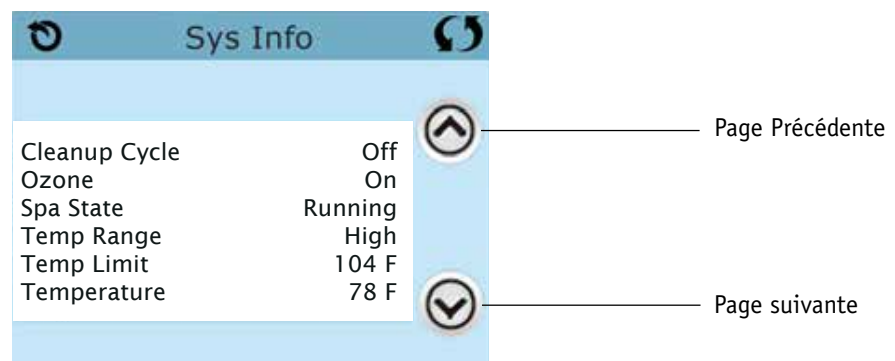 Sys Info
Page Précédente
Cleanup Cycle Off
Ozone On
Spa State Running
Temp Range High
Temp Limit 104 F
Temperature 78 F
Page suivante